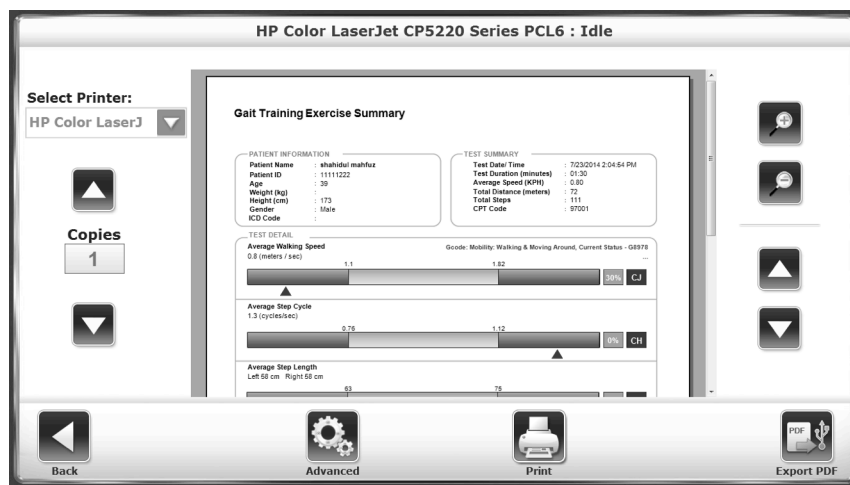 HP Color LaserJet CP5220 Series PCL6 : Idle
Select Printer:
HP Color LaserJ
Copies
1
Gait Training Exercise Summary
PATIENT INFORMATION
Patient Name : shahidul mahfuz
Patient ID : 11111222
Age : 39
Weight (kg) :
Height (cm) : 173
Gender : Male
ICD Code :
TEST SUMMARY
Test Date/ Time : 7/23/2014 2:04:54 PM
Test Duration (minutes) : 01:30
Average Speed (KPH) : 0.80
Total Distance (meters) : 72
Total Steps : 111
CPT Code : 97001
TEST DETAIL
Average Walking Speed Gcode: Mobility: Walking & Moving Around, Current Status - G8978
0.8 (meters / sec) ...
1.1 1.82
30% CJ
Average Step Cycle
1.3 (cycles/sec)
0.76 1.12
0% CH
Average Step Length
Left 58 cm Right 58 cm
63 78
Back
Advanced
Print
PDF
Export PDF